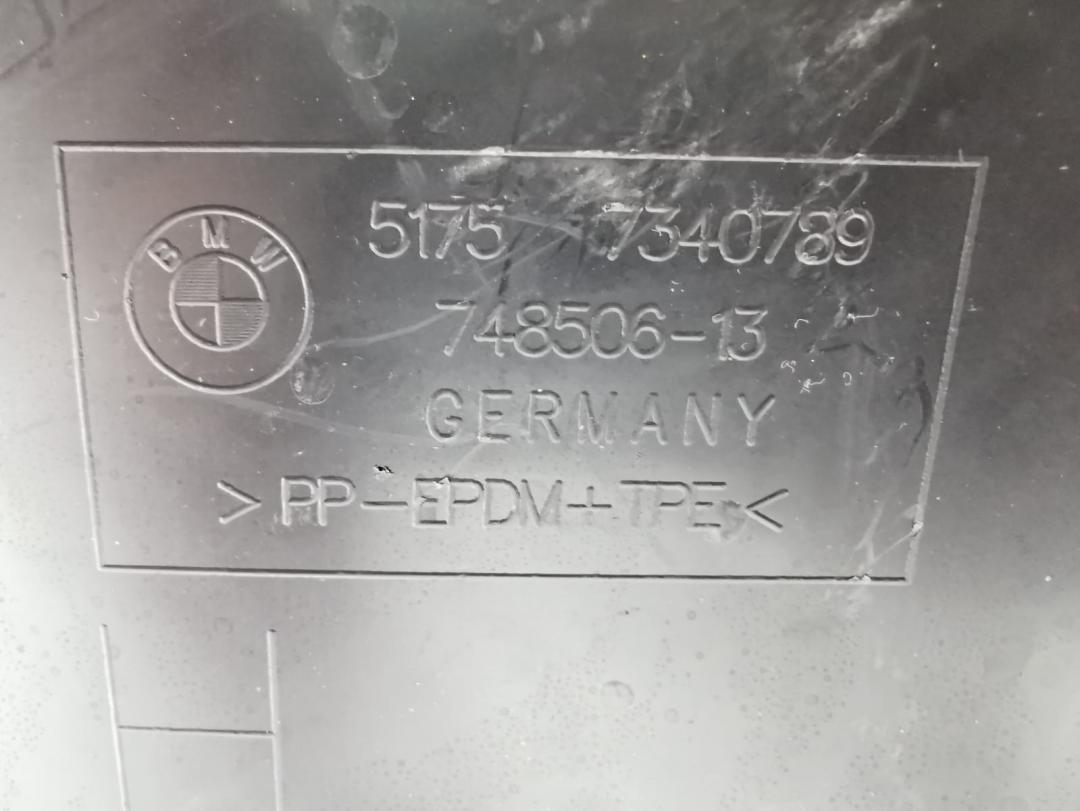 BMW
5175 7340789
748506-13
GERMANY
>PP-EPDM+TPE<